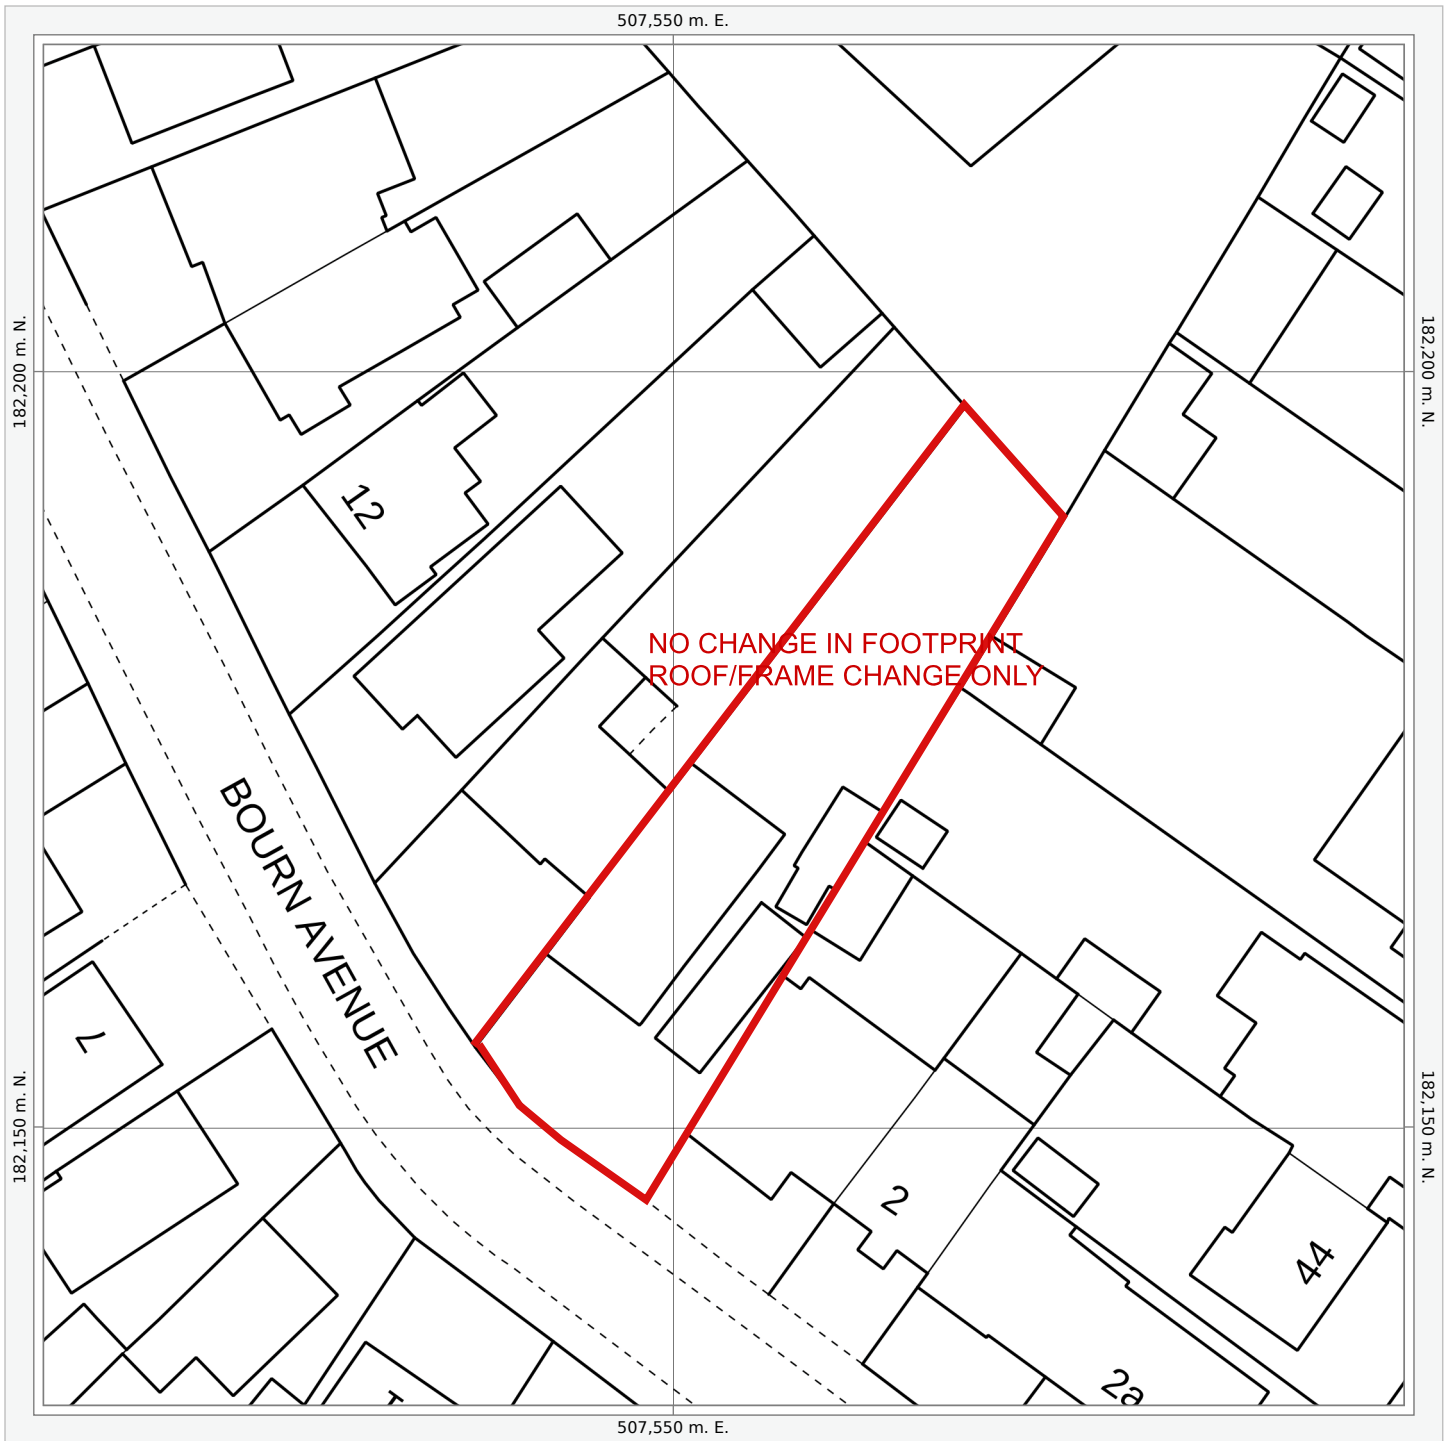 507,550 m. E.
182,200 m. N.
182,200 m. N.
12
NO CHANGE IN FOOTPRINT
ROOF/FRAME CHANGE ONLY
BOURN AVENUE
7
182,150 m. N.
182,150 m. N.
2
44
2a
507,550 m. E.